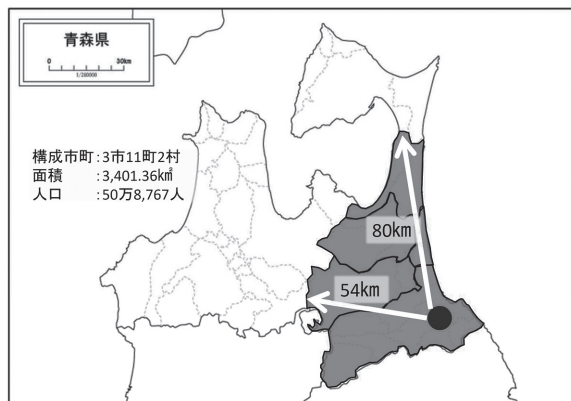 青森県
0 30km
1/280000
構成市町:3市11町2村
面積 :3,401.36㎢
人口 :50万8,767人
80km
54km